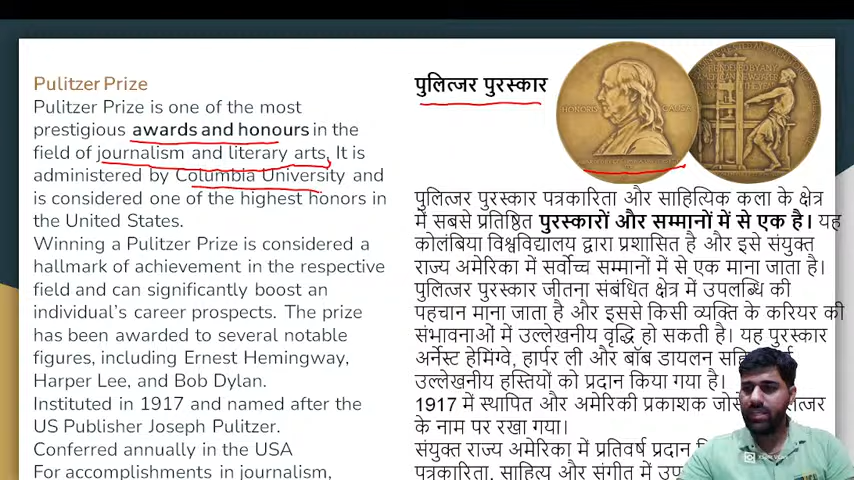 Pulitzer Prize
Pulitzer Prize is one of the most
prestigious awards and honours in the
field of journalism and literary arts, It is
administered by Columbia University and
is considered one of the highest honors in
the United States.
Winning a Pulitzer Prize is considered a
hallmark of achievement in the respective
field and can significantly boost an
individual's career prospects. The prize
has been awarded to several notable
figures, including Ernest Hemingway,
Harper Lee, and Bob Dylan.
Instituted in 1917 and named after the
US Publisher Joseph Pulitzer.
Conferred annually in the USA
For accomplishments in journalism,
पुलित्जर पुरस्कार
HONORIS CAUSA
पुलित्जर पुरस्कार पत्रकारिता और साहित्यिक कला के क्षेत्र
में सबसे प्रतिष्ठित पुरस्कारों और सम्मानों में से एक है। यह
कोलंबिया विश्वविद्यालय द्वारा प्रशासित है और इसे संयुक्त
राज्य अमेरिका में सर्वोच्च सम्मानों में से एक माना जाता है।
पुलित्जर पुरस्कार जीतना संबंधित क्षेत्र में उपलब्धि की
पहचान माना जाता है और इससे किसी व्यक्ति के करियर की
संभावनाओं में उल्लेखनीय वृद्धि हो सकती है। यह पुरस्कार
अर्नेस्ट हेमिंग्वे, हार्पर ली और बॉब डायलन
उल्लेखनीय हस्तियों को प्रदान किया गया है।
1917 में स्थापित और अमेरिकी प्रकाशक
के नाम पर रखा गया।
संयुक्त राज्य अमेरिका में प्रतिवर्ष प्रदान
पत्रकारिता, साहित्य और संगीत में